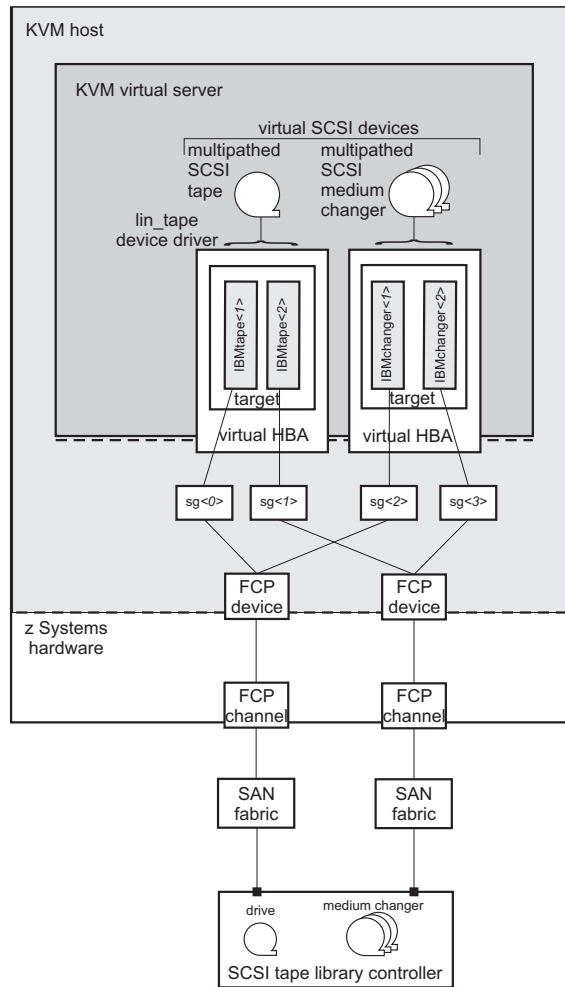 KVM host
KVM virtual server
virtual SCSI devices
multipathed
SCSI
tape
multipathed
SCSI
medium
changer
lin_tape
device driver
IBMtape<1>
IBMtape<2>
IBMchanger<1>
IBMchanger<2>
target
target
virtual HBA
virtual HBA
sg<0>
sg<1>
sg<2>
sg<3>
FCP
device
FCP
device
z Systems
hardware
FCP
channel
FCP
channel
SAN
fabric
SAN
fabric
drive
medium changer
SCSI tape library controller